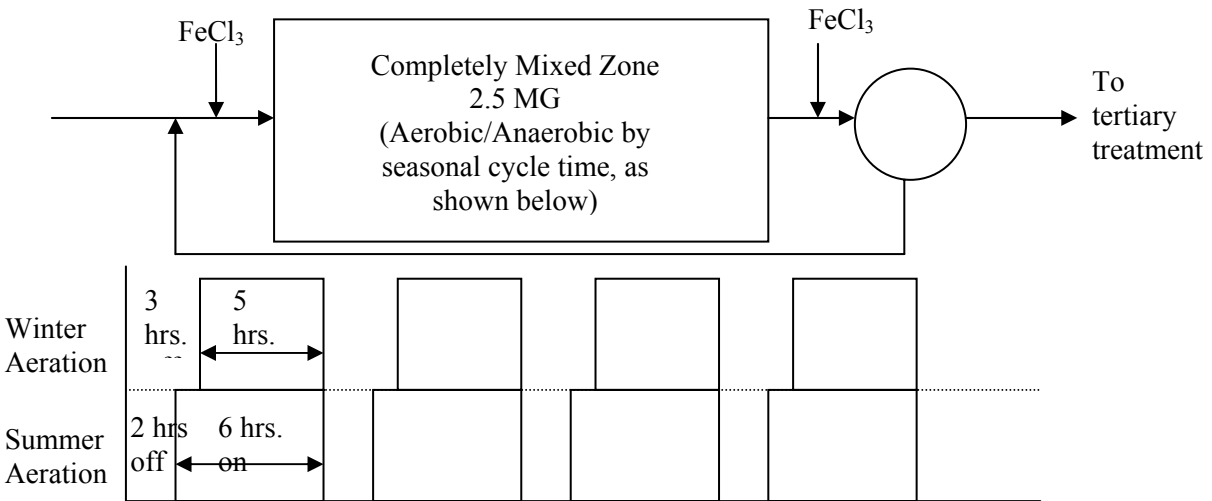 FeCl3
FeCl3
Completely Mixed Zone
2.5 MG
(Aerobic/Anaerobic by
seasonal cycle time, as
shown below)
To
tertiary
treatment
Winter
Aeration
3
hrs.
5
hrs.
Summer
Aeration
2 hrs
off
6 hrs.
on